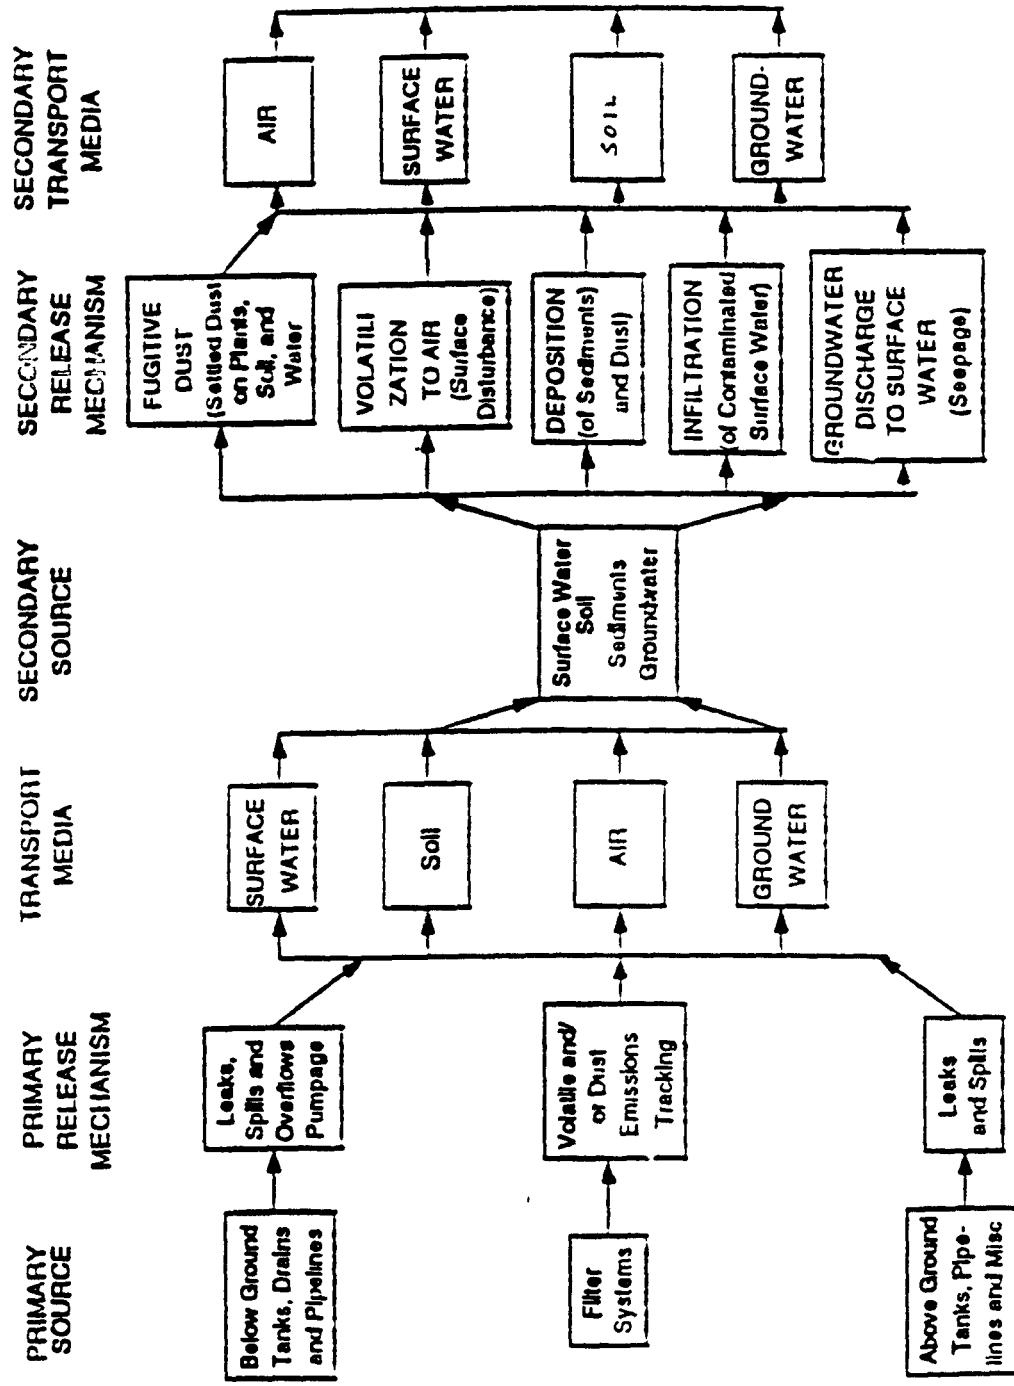 PRIMARY
SOURCE
Below Ground
Tanks, Drains
and Pipelines
Filter
Systems
Above Ground
Tanks, Pipe-
lines and Misc
PRIMARY
RELEASE
MECHANISM
Leaks,
Spills and
Overflows
Pumpage
Volatile and/
or Dust
Emissions
Tracking
Leaks
and Spills
TRANSPORT
MEDIA
SURFACE
WATER
Soil
AIR
GROUND
WATER
SECONDARY
SOURCE
Surface Water
Soil
Sediments
Groundwater
SECONDARY
RELEASE
MECHANISM
FUGITIVE
DUST
(Settled Dust
on Plants,
Soil, and
Water
VOLATILI
ZATION
TO AIR
(Surface
Disturbance)
DEPOSITION
(of Sediments)
and Dust)
INFILTRATION
(of Contaminated
Surface Water)
GROUNDWATER
DISCHARGE
TO SURFACE
WATER
(Seepage)
SECONDARY
TRANSPORT
MEDIA
AIR
SURFACE
WATER
SOIL
GROUND-
WATER